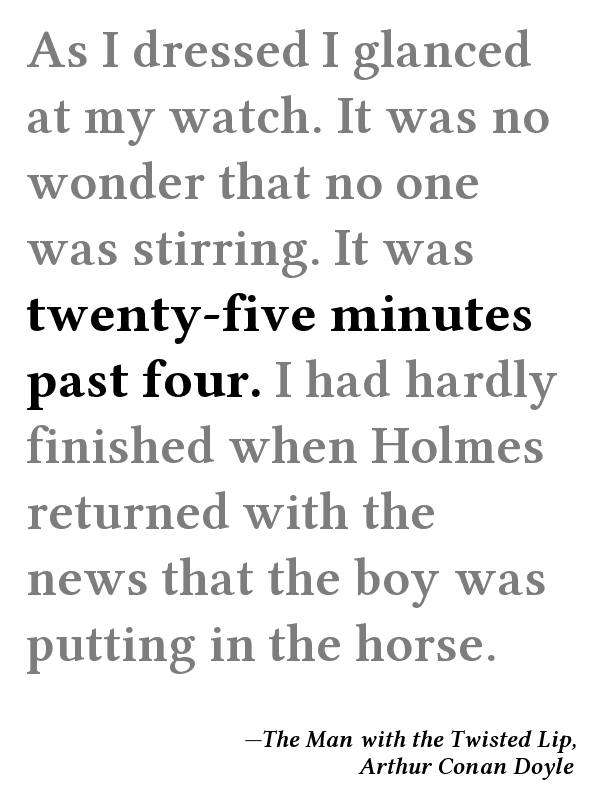 As I dressed I glanced
at my watch. It was no
wonder that no one
was stirring. It was
twenty-five minutes
past four. I had hardly
finished when Holmes
returned with the
news that the boy was
putting in the horse.
—The Man with the Twisted Lip,
Arthur Conan Doyle